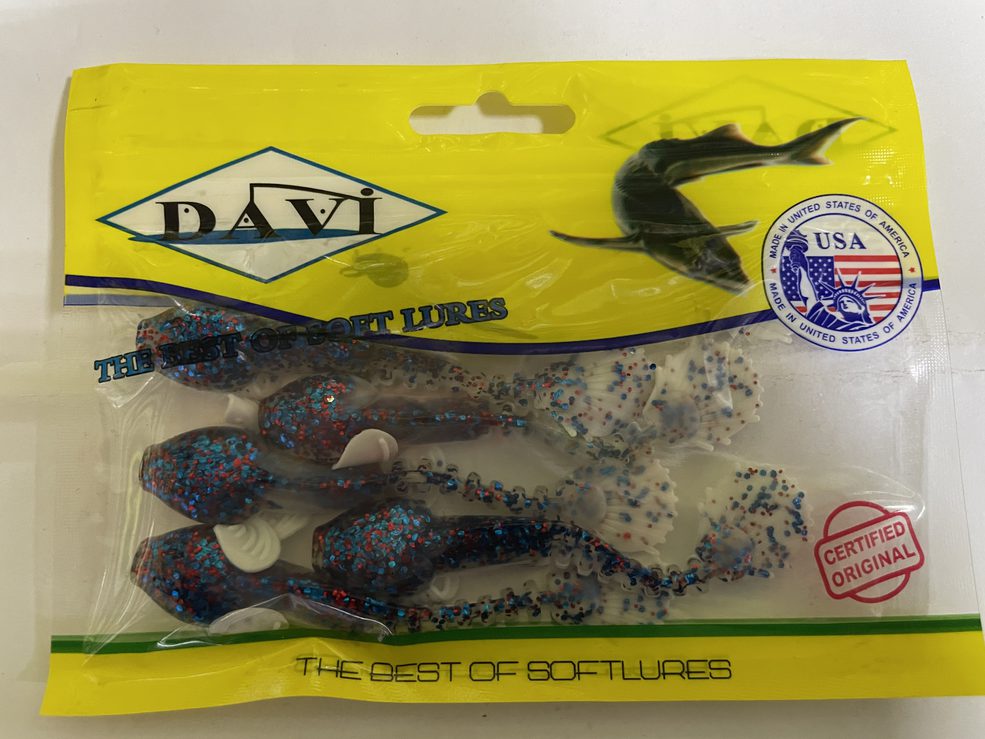 DAVİ
MADE IN UNITED STATES OF AMERICA
USA
MADE IN UNITED STATES OF AMERICA
THE BEST OF SOFT LURES
CERTIFIED
ORIGINAL
THE BEST OF SOFTLURES